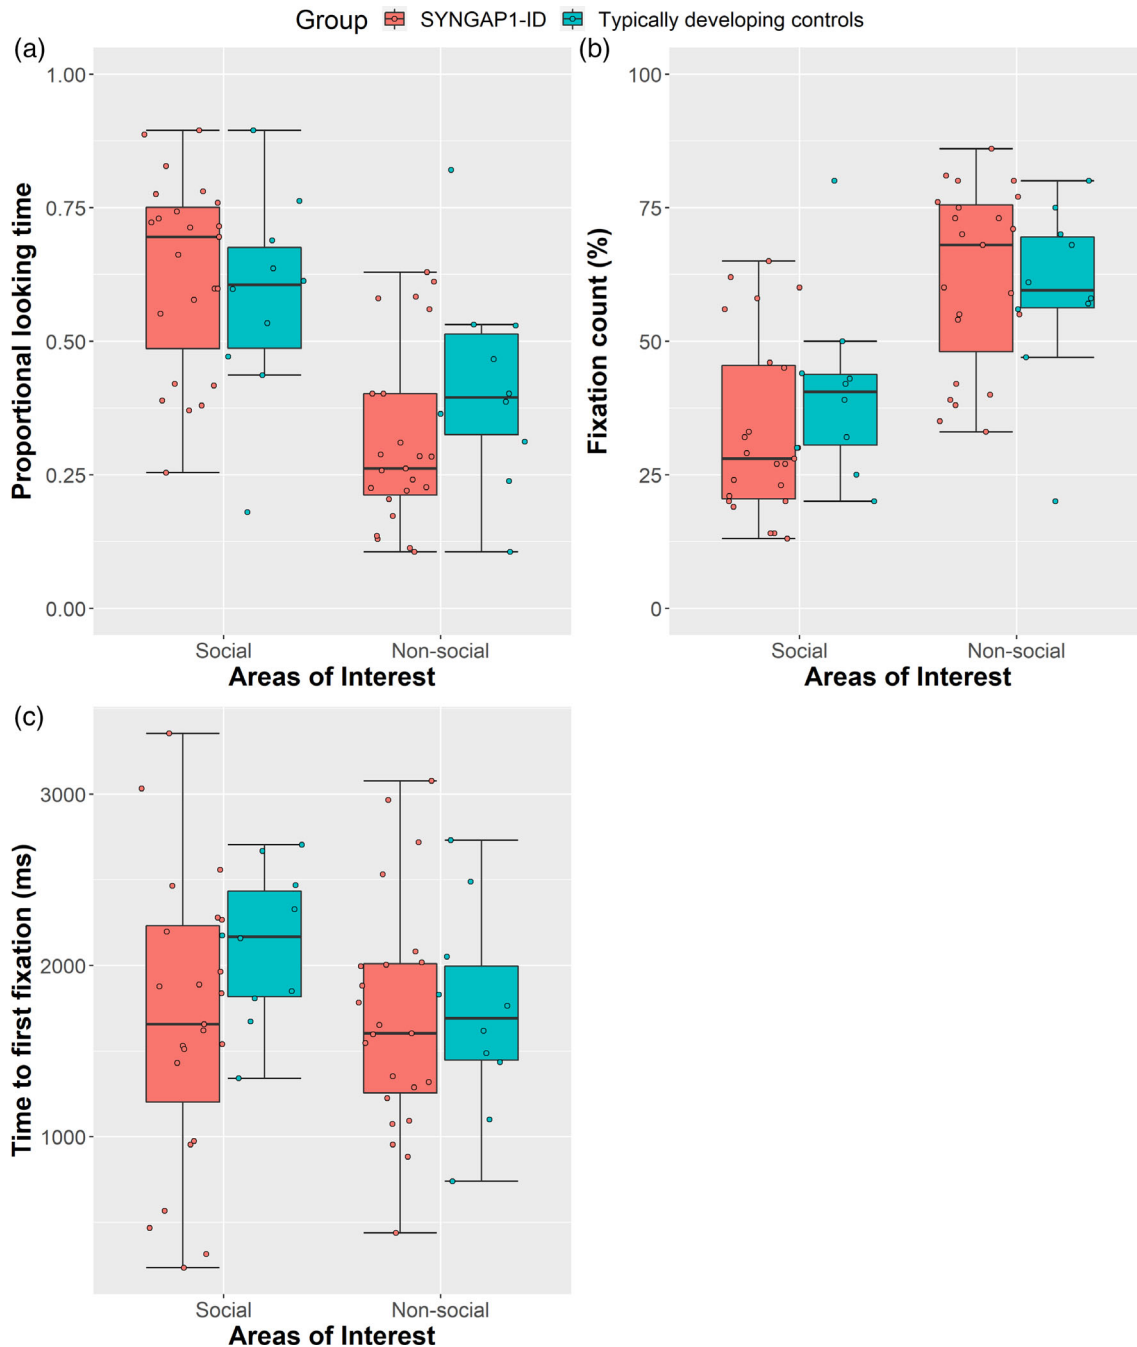 Group SYNGAP1-ID Typically developing controls
(a)
Proportional looking time
1.00
0.75
0.50
0.25
0.00
Social Non-social
Areas of Interest
(b)
Fixation count (%)
100
75
50
25
0
Social Non-social
Areas of Interest
(c)
Time to first fixation (ms)
3000
2000
1000
Social Non-social
Areas of Interest